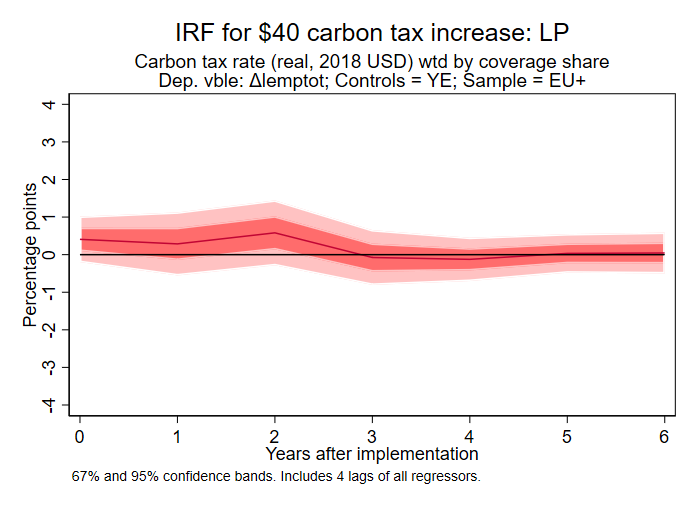 IRF for $40 carbon tax increase: LP
Carbon tax rate (real, 2018 USD) wtd by coverage share
Dep. vble: Δlemptot; Controls = YE; Sample = EU+
Percentage points
4
3
2
1
0
-1
-2
-3
-4
0 1 2 3 4 5 6
Years after implementation
67% and 95% confidence bands. Includes 4 lags of all regressors.